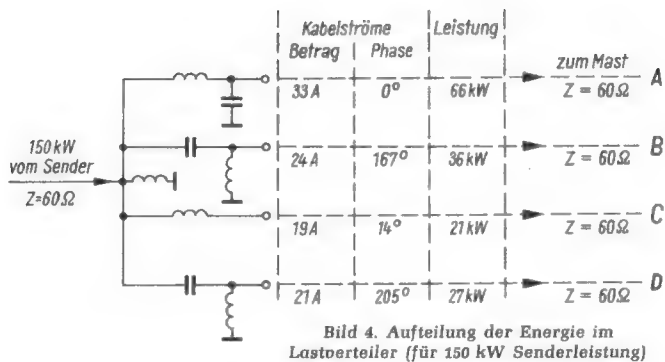 Kabelströme
Leistung
Betrag
Phase
zum Mast
33 A
0°
66 kW
Z = 60 Ω
A
150 kW
vom Sender
Z=60Ω
24 A
167°
36 kW
Z = 60 Ω
B
19 A
14°
21 kW
Z = 60 Ω
C
21 A
205°
27 kW
Z = 60 Ω
D
Bild 4. Aufteilung der Energie im
Lastverteiler (für 150 kW Senderleistung)